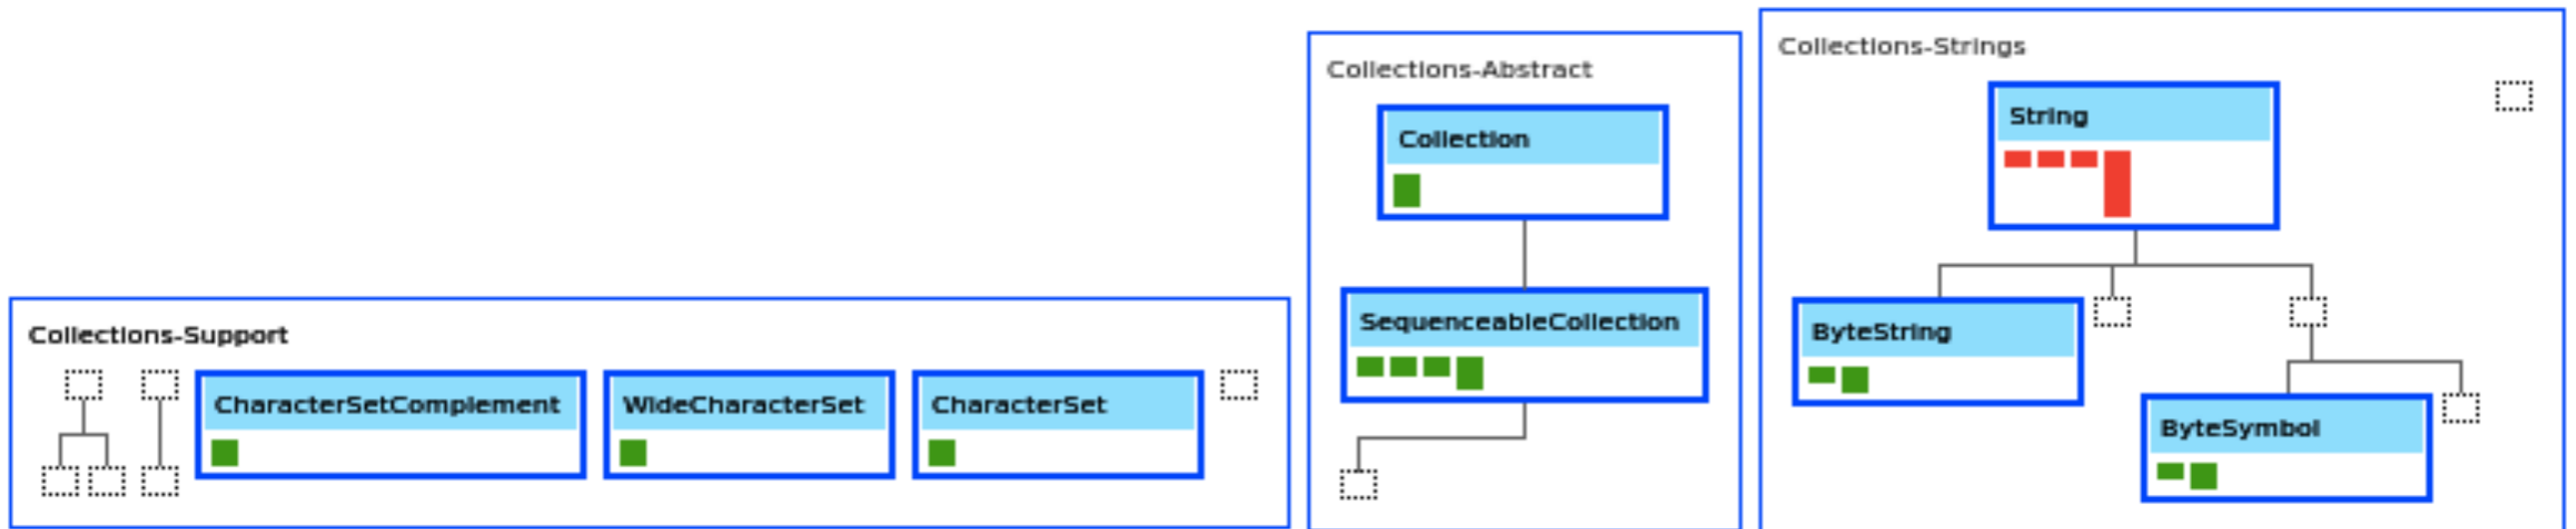 Collections-Support
CharacterSetComplement
WideCharacterSet
CharacterSet
Collections-Abstract
Collection
SequenceableCollection
Collections-Strings
String
ByteString
ByteSymbol